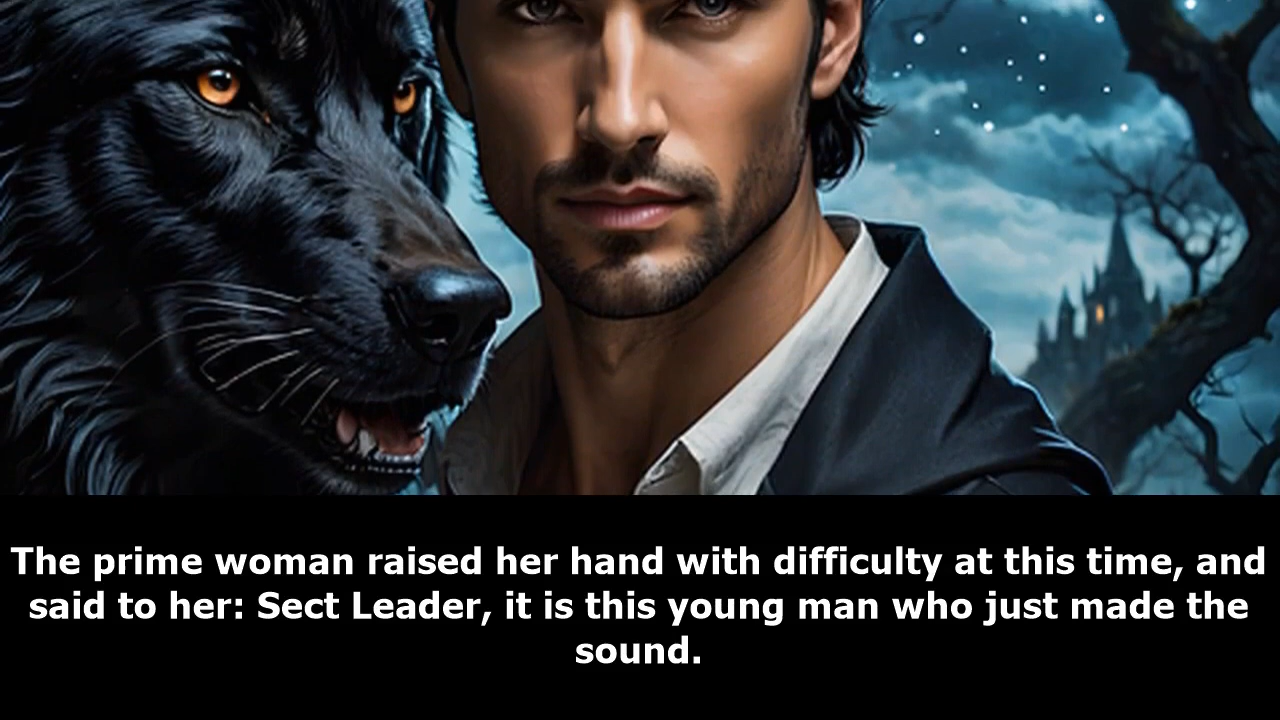 The prime woman raised her hand with difficulty at this time, and
said to her: Sect Leader, it is this young man who just made the
sound.